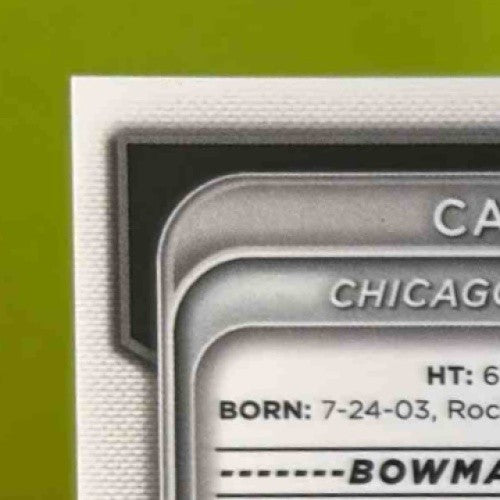 CA
CHICAGO
HT: 6
BORN: 7-24-03, Roc
-------BOWMA